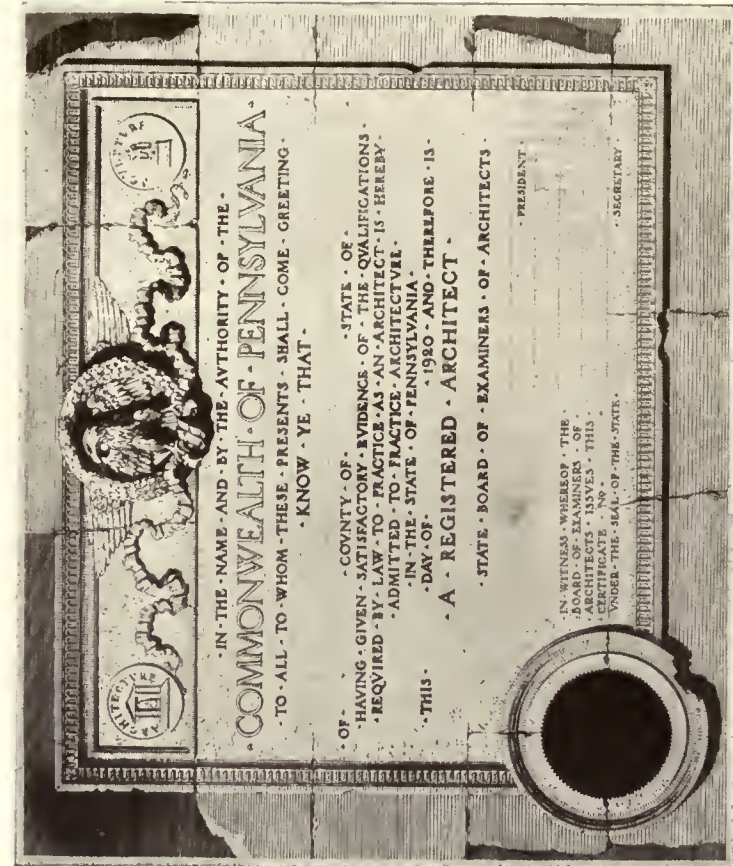 ARCHITECTVRE
· IN · THE · NAME · AND · BY · THE · AVTHORITY · OF · THE ·
· COMMONWEALTH · OF · PENNSYLVANIA ·
· TO · ALL · TO · WHOM · THESE · PRESENTS · SHALL · COME · GREETING ·
· KNOW · YE · THAT ·
· OF · · COVNTY · OF · · STATE · OF ·
· HAVING · GIVEN · SATISFACTORY · EVIDENCE · OF · THE · QVALIFICATIONS ·
· REQVIRED · BY · LAW · TO · PRACTICE · AS · AN · ARCHITECT · IS · HEREBY ·
· ADMITTED · TO · PRACTICE · ARCHITECTVRE ·
· IN · THE · STATE · OF · PENNSYLVANIA ·
· THIS · · DAY · OF · · 1920 · AND · THEREFORE · IS ·
· A · REGISTERED · ARCHITECT ·
· STATE · BOARD · OF · EXAMINERS · OF · ARCHITECTS ·
· PRESIDENT ·
· IN · WITNESS · WHEREOF · THE ·
· BOARD · OF · EXAMINERS · OF ·
· ARCHITECTS · ISSVES · THIS ·
· CERTIFICATE · NO ·
VNDER · THE · SEAL · OF · THE · STATE ·
· SECRETARY ·